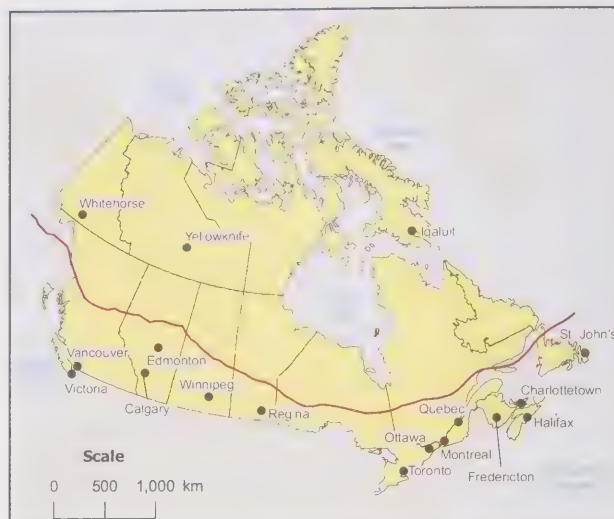 Whitehorse
Yellowknife
Iqaluit
St. John's
Vancouver
Edmonton
Charlottetown
Victoria
Winnipeg
Quebec
Calgary
Regina
Halifax
Ottawa
Montreal
Scale
Toronto
Fredericton
0 500 1,000 km